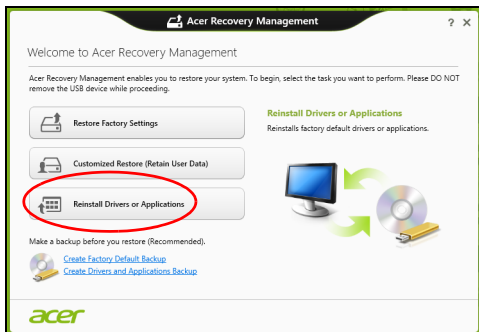 Acer Recovery Management
? ×
Welcome to Acer Recovery Management
Acer Recovery Management enables you to restore your system. To begin, select the task you want to perform. Please DO NOT
remove the USB device while proceeding.
Restore Factory Settings
Customized Restore (Retain User Data)
Reinstall Drivers or Applications
Reinstall Drivers or Applications
Reinstalls factory default drivers or applications.
Make a backup before you restore (Recommended).
Create Factory Default Backup
Create Drivers and Applications Backup
acer